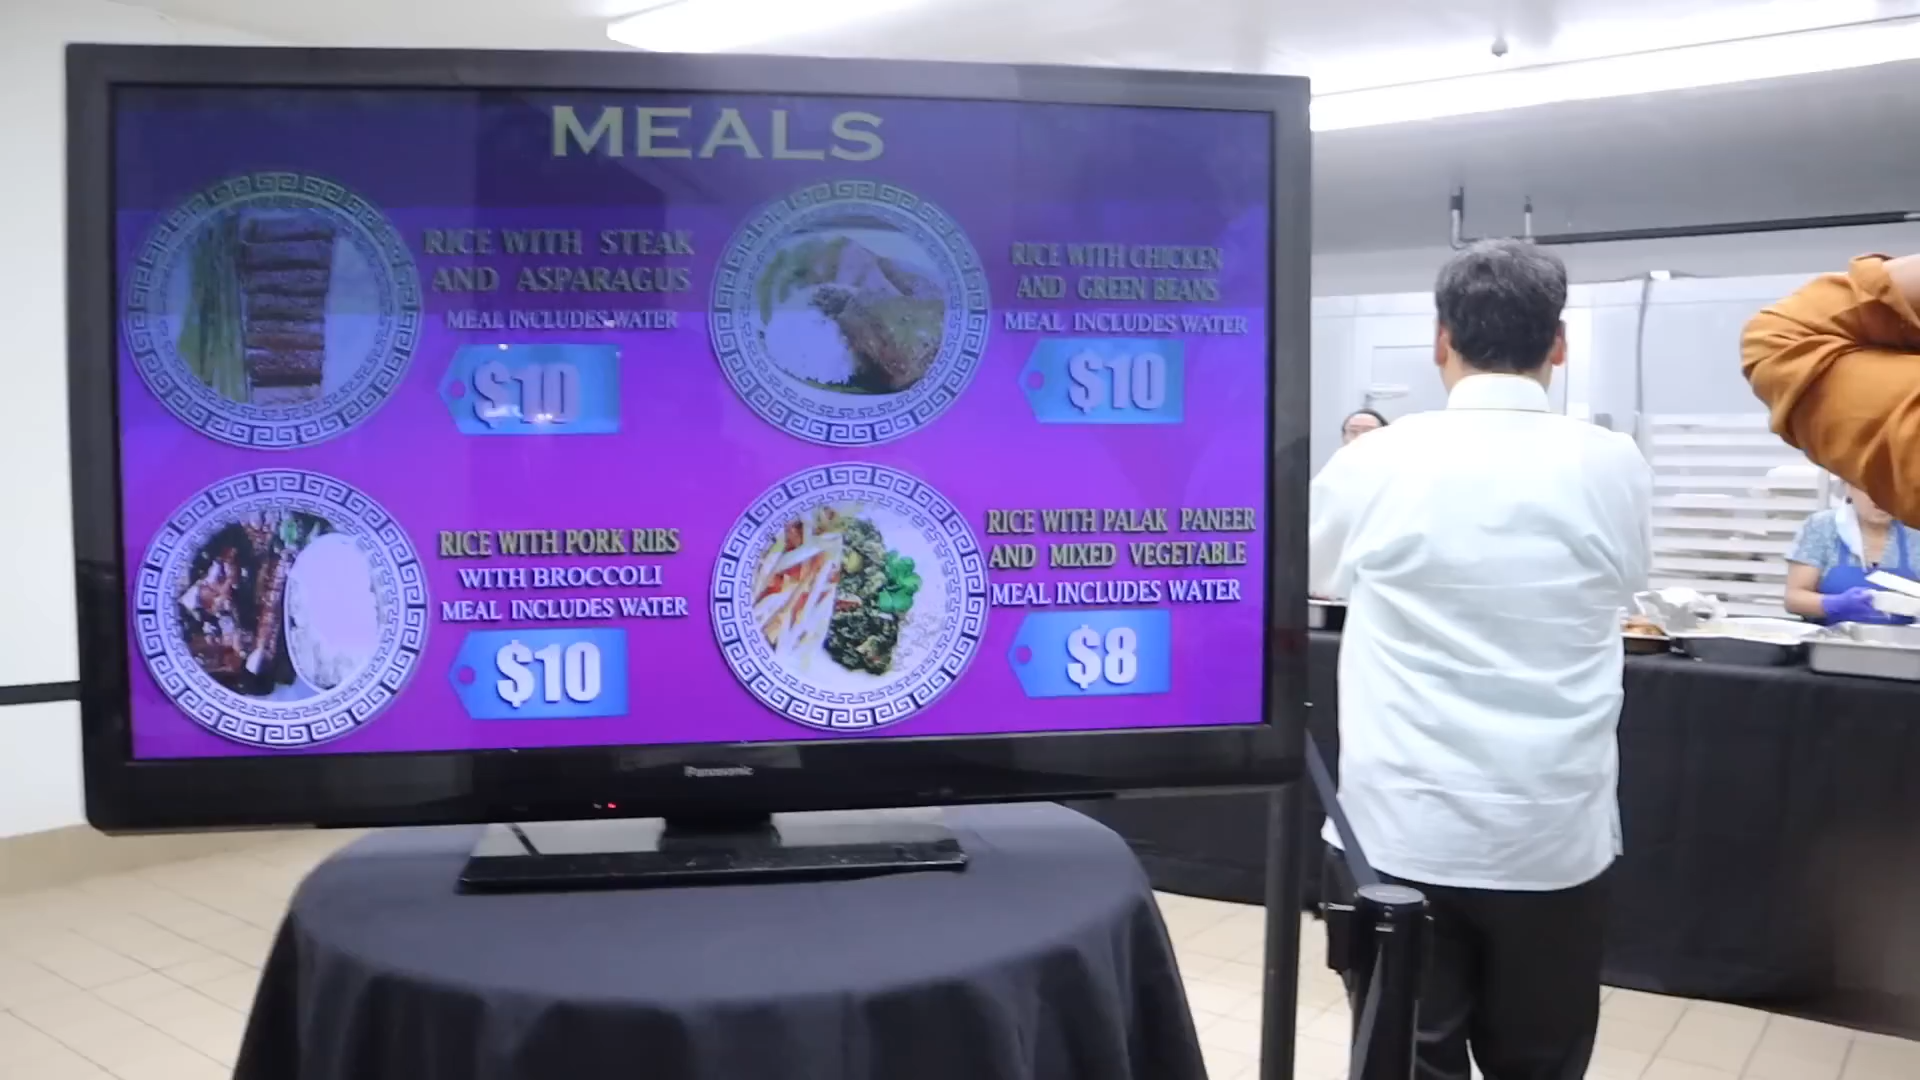 MEALS
RICE WITH STEAK
AND ASPARAGUS
MEAL INCLUDES WATER
$10
RICE WITH CHICKEN
AND GREEN BEANS
MEAL INCLUDES WATER
$10
RICE WITH PORK RIBS
WITH BROCCOLI
MEAL INCLUDES WATER
$10
RICE WITH PALAK PANEER
AND MIXED VEGETABLE
MEAL INCLUDES WATER
$8
Panasonic